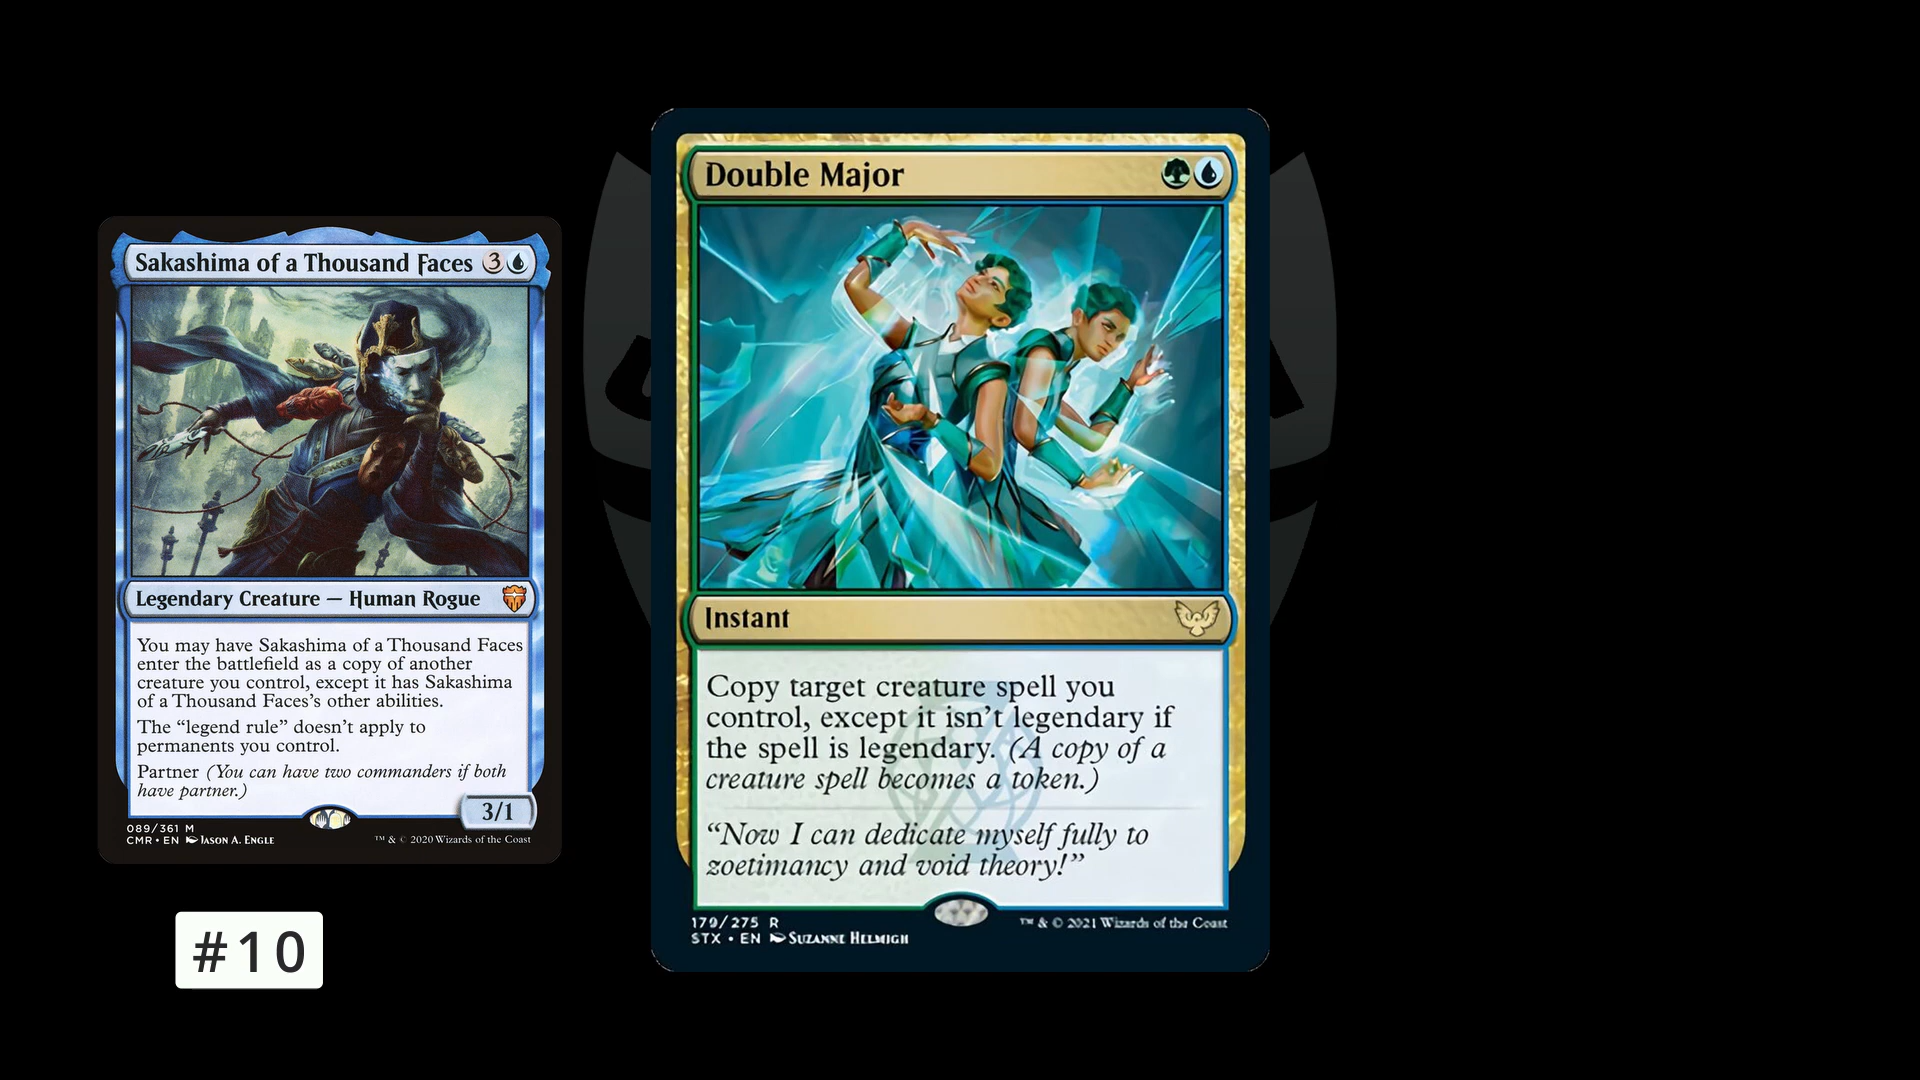 Sakashima of a Thousand Faces 3
Legendary Creature — Human Rogue
You may have Sakashima of a Thousand Faces
enter the battlefield as a copy of another
creature you control, except it has Sakashima
of a Thousand Faces's other abilities.
The “legend rule” doesn't apply to
permanents you control.
Partner (You can have two commanders if both
have partner.)
3/1
089/361 M
CMR • EN Jason A. Engle
™ & © 2020 Wizards of the Coast
#10
Double Major
Instant
Copy target creature spell you
control, except it isn't legendary if
the spell is legendary. (A copy of a
creature spell becomes a token.)
“Now I can dedicate myself fully to
zoetimancy and void theory!”
179/275 R
STX • EN Suzanne Helmigh
™ & © 2021 Wizards of the Coast